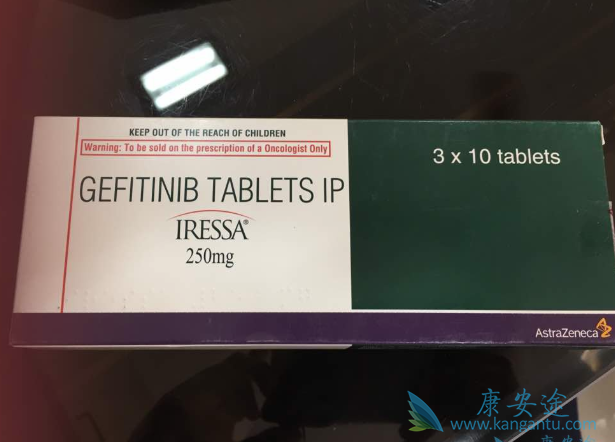 KEEP OUT OF THE REACH OF CHILDREN
Warning: To be sold on the prescription of a Oncologist Only
GEFITINIB TABLETS IP
IRESSA®
250mg
3 x 10 tablets
AstraZeneca
康安途
www.kangantu.com